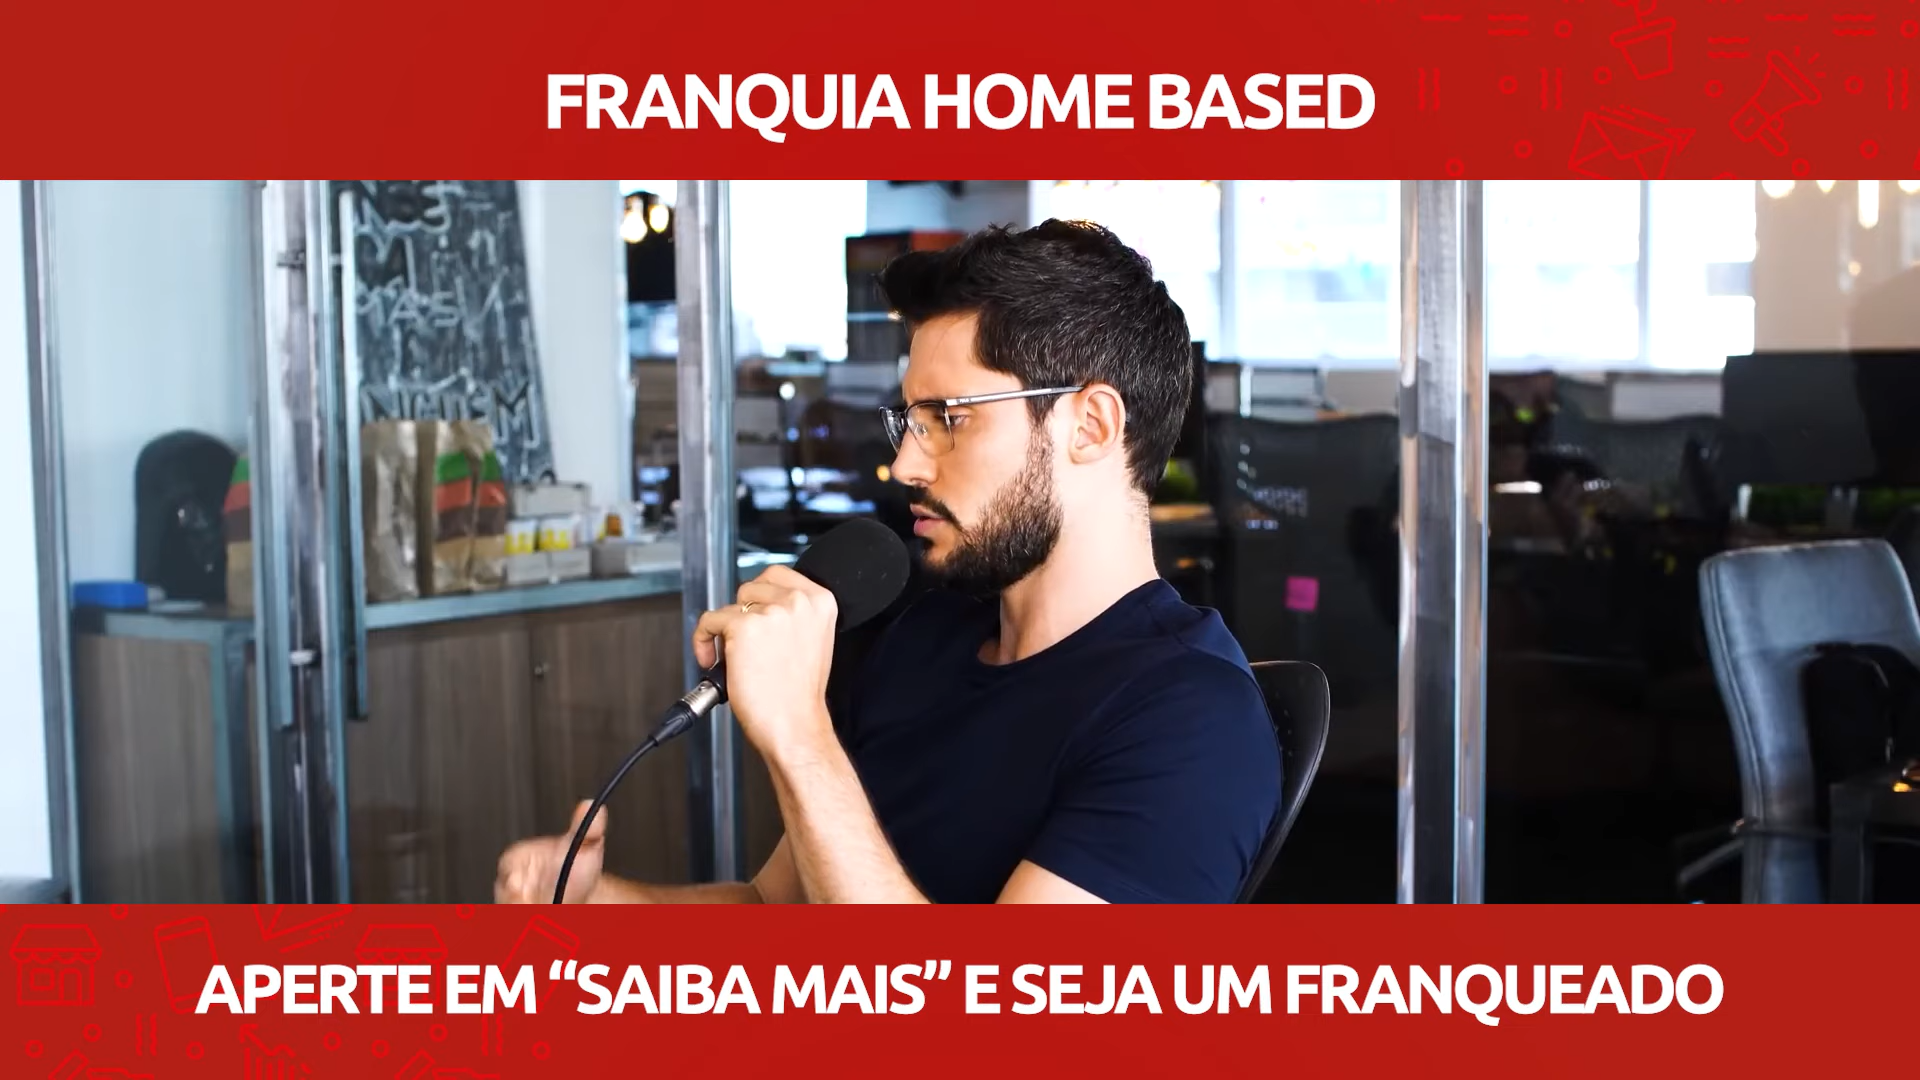 FRANQUIA HOME BASED
APERTE EM “SAIBA MAIS” E SEJA UM FRANQUEADO